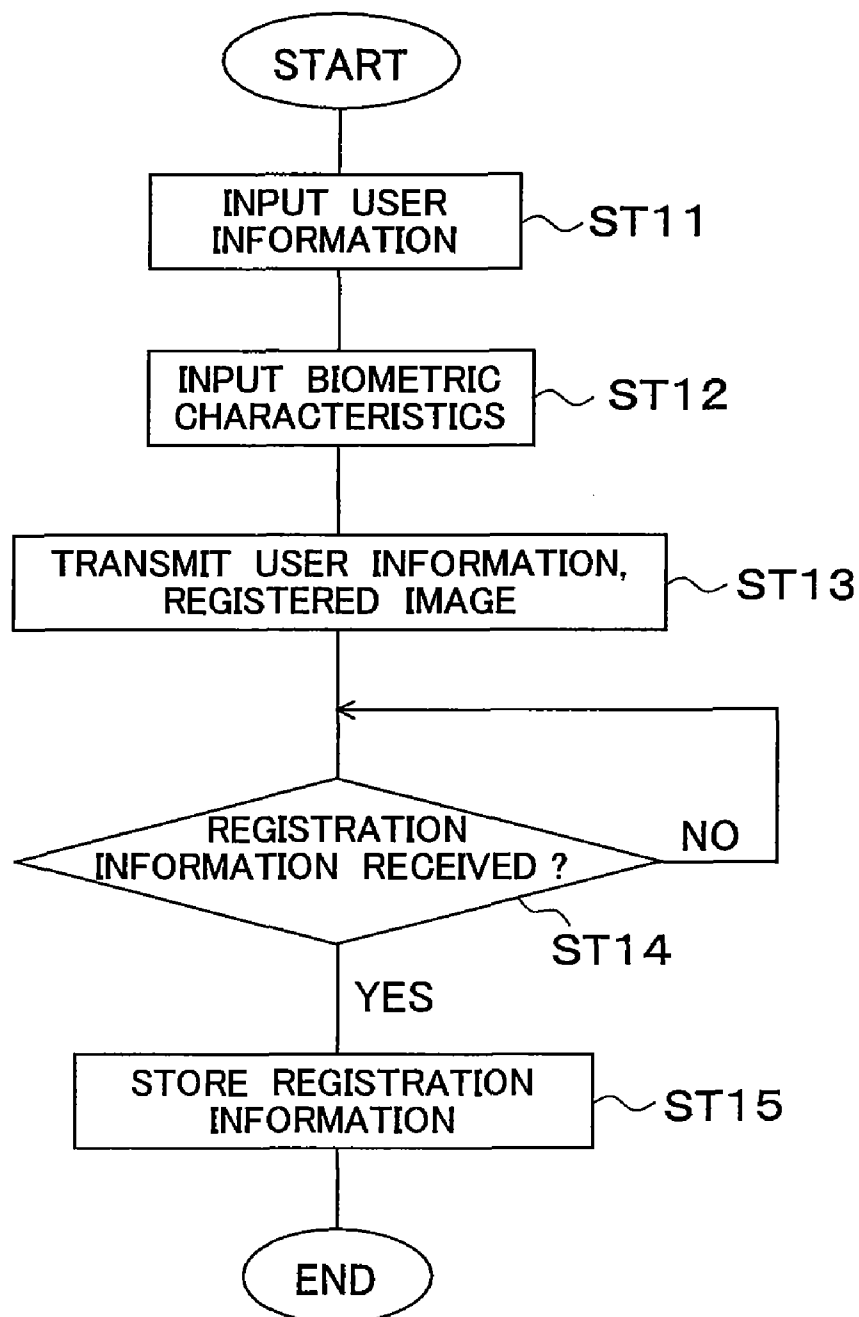 START
INPUT USER
INFORMATION
ST11
INPUT BIOMETRIC
CHARACTERISTICS
ST12
TRANSMIT USER INFORMATION,
REGISTERED IMAGE
ST13
REGISTRATION
INFORMATION RECEIVED ?
NO
ST14
YES
STORE REGISTRATION
INFORMATION
ST15
END